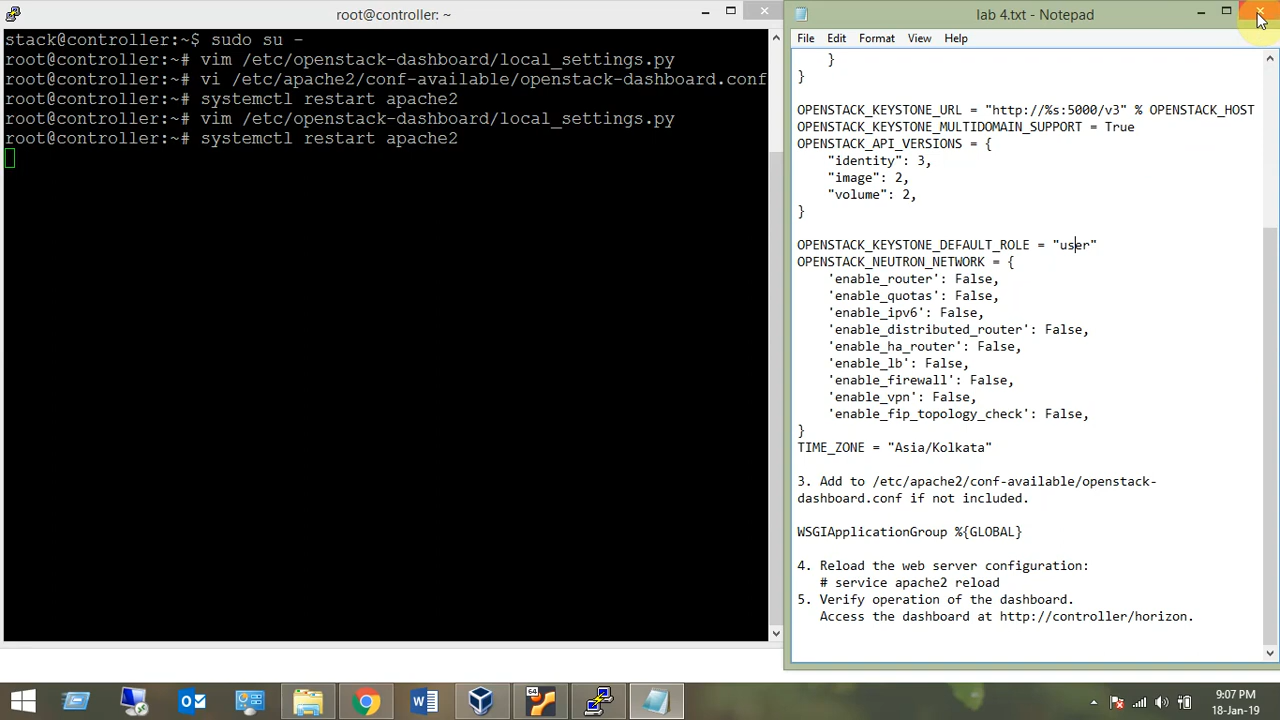 root@controller: ~
stack@controller:~$ sudo su -
root@controller:~# vim /etc/openstack-dashboard/local_settings.py
root@controller:~# vi /etc/apache2/conf-available/openstack-dashboard.conf
root@controller:~# systemctl restart apache2
root@controller:~# vim /etc/openstack-dashboard/local_settings.py
root@controller:~# systemctl restart apache2
lab 4.txt - Notepad
File Edit Format View Help
}
}
OPENSTACK_KEYSTONE_URL = "http://%s:5000/v3" % OPENSTACK_HOST
OPENSTACK_KEYSTONE_MULTIDOMAIN_SUPPORT = True
OPENSTACK_API_VERSIONS = {
"identity": 3,
"image": 2,
"volume": 2,
}
OPENSTACK_KEYSTONE_DEFAULT_ROLE = "user"
OPENSTACK_NEUTRON_NETWORK = {
'enable_router': False,
'enable_quotas': False,
'enable_ipv6': False,
'enable_distributed_router': False,
'enable_ha_router': False,
'enable_lb': False,
'enable_firewall': False,
'enable_vpn': False,
'enable_fip_topology_check': False,
}
TIME_ZONE = "Asia/Kolkata"
3. Add to /etc/apache2/conf-available/openstack-
dashboard.conf if not included.
WSGIApplicationGroup %{GLOBAL}
4. Reload the web server configuration:
# service apache2 reload
5. Verify operation of the dashboard.
Access the dashboard at http://controller/horizon.
64
9:07 PM
18-Jan-19